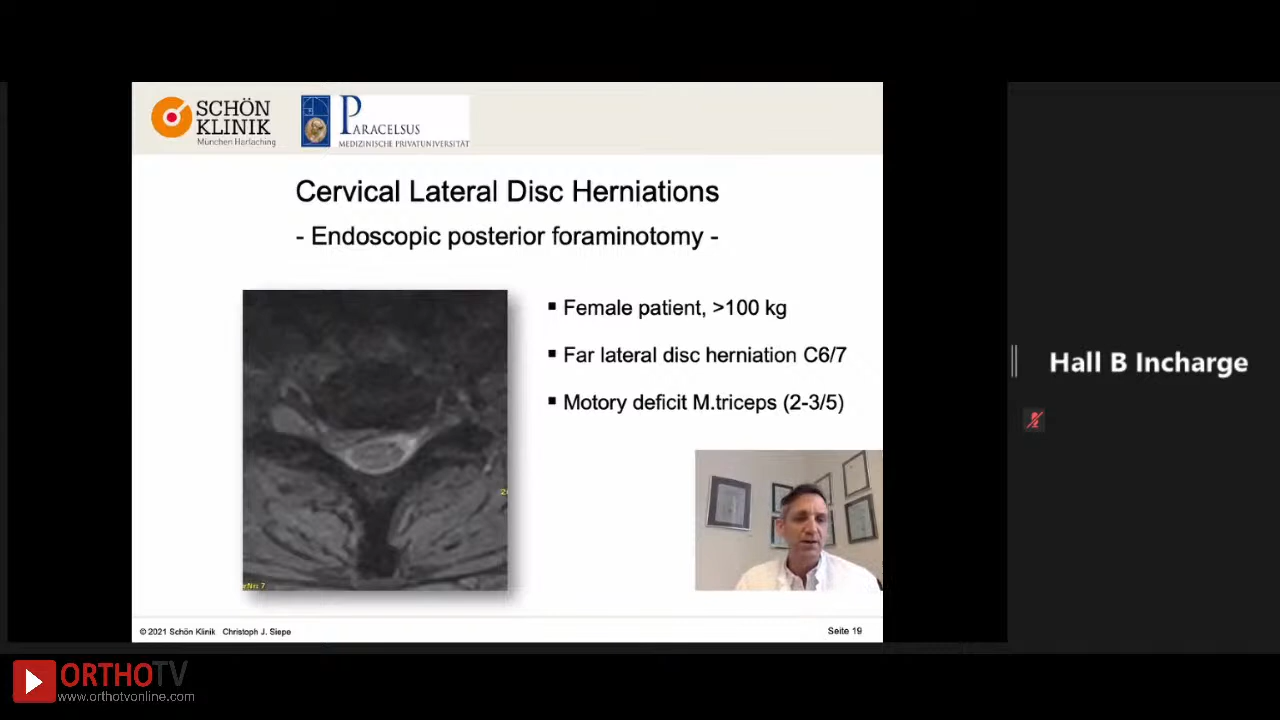 SCHÖN
KLINIK
München Harlaching
PARACELSUS
MEDIZINISCHE PRIVATUNIVERSITÄT
Cervical Lateral Disc Herniations
- Endoscopic posterior foraminotomy -
▪ Female patient, >100 kg
▪ Far lateral disc herniation C6/7
▪ Motory deficit M.triceps (2-3/5)
Hall B Incharge
© 2021 Schön Klinik Christoph J. Siepe
Seite 19
ORTHOTV
www.orthotvonline.com